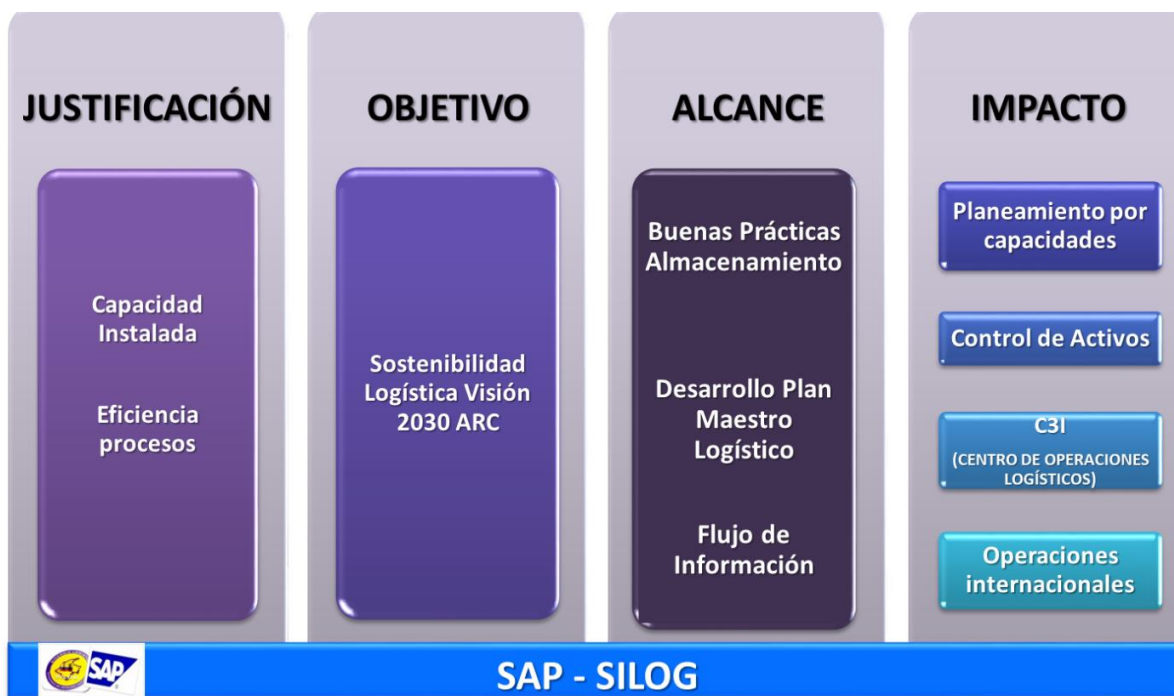 JUSTIFICACIÓN
Capacidad
Instalada
Eficiencia
procesos
OBJETIVO
Sostenibilidad
Logística Visión
2030 ARC
ALCANCE
Buenas Prácticas
Almacenamiento
Desarrollo Plan
Maestro
Logístico
Flujo de
Información
IMPACTO
Planeamiento por
capacidades
Control de Activos
C3I
(CENTRO DE OPERACIONES
LOGÍSTICOS)
Operaciones
internacionales
SAP
SAP - SILOG